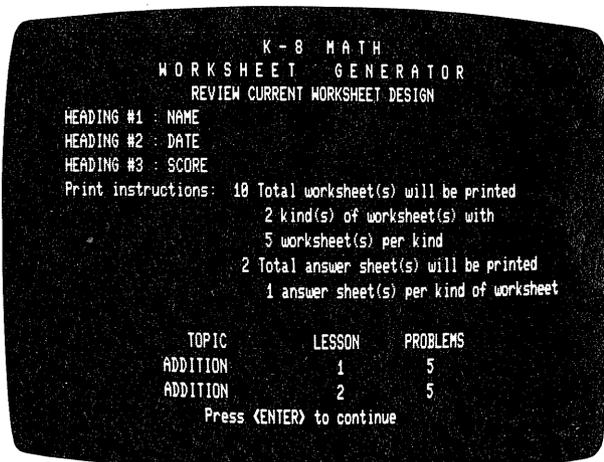 K-8 MATH
WORKSHEET GENERATOR
REVIEW CURRENT WORKSHEET DESIGN
HEADING #1 : NAME
HEADING #2 : DATE
HEADING #3 : SCORE
Print instructions: 10 Total worksheet(s) will be printed
2 kind(s) of worksheet(s) with
5 worksheet(s) per kind
2 Total answer sheet(s) will be printed
1 answer sheet(s) per kind of worksheet
TOPIC LESSON PROBLEMS
ADDITION 1 5
ADDITION 2 5
Press <ENTER> to continue